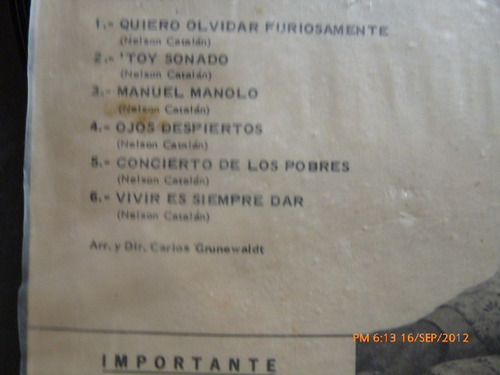 1.- QUIERO OLVIDAR FURIOSAMENTE
(Nelson Catalán)
2.- 'TOY SONADO
(Nelson Catalán)
3.- MANUEL MANOLO
(Nelson Catalán)
4.- OJOS DESPIERTOS
(Nelson Catalán)
5.- CONCIERTO DE LOS POBRES
(Nelson Catalán)
6.- VIVIR ES SIEMPRE DAR
(Nelson Catalán)
Arr. y Dir. Carlos Grunewaldt
PM 6:13 16/SEP/2012
IMPORTANTE